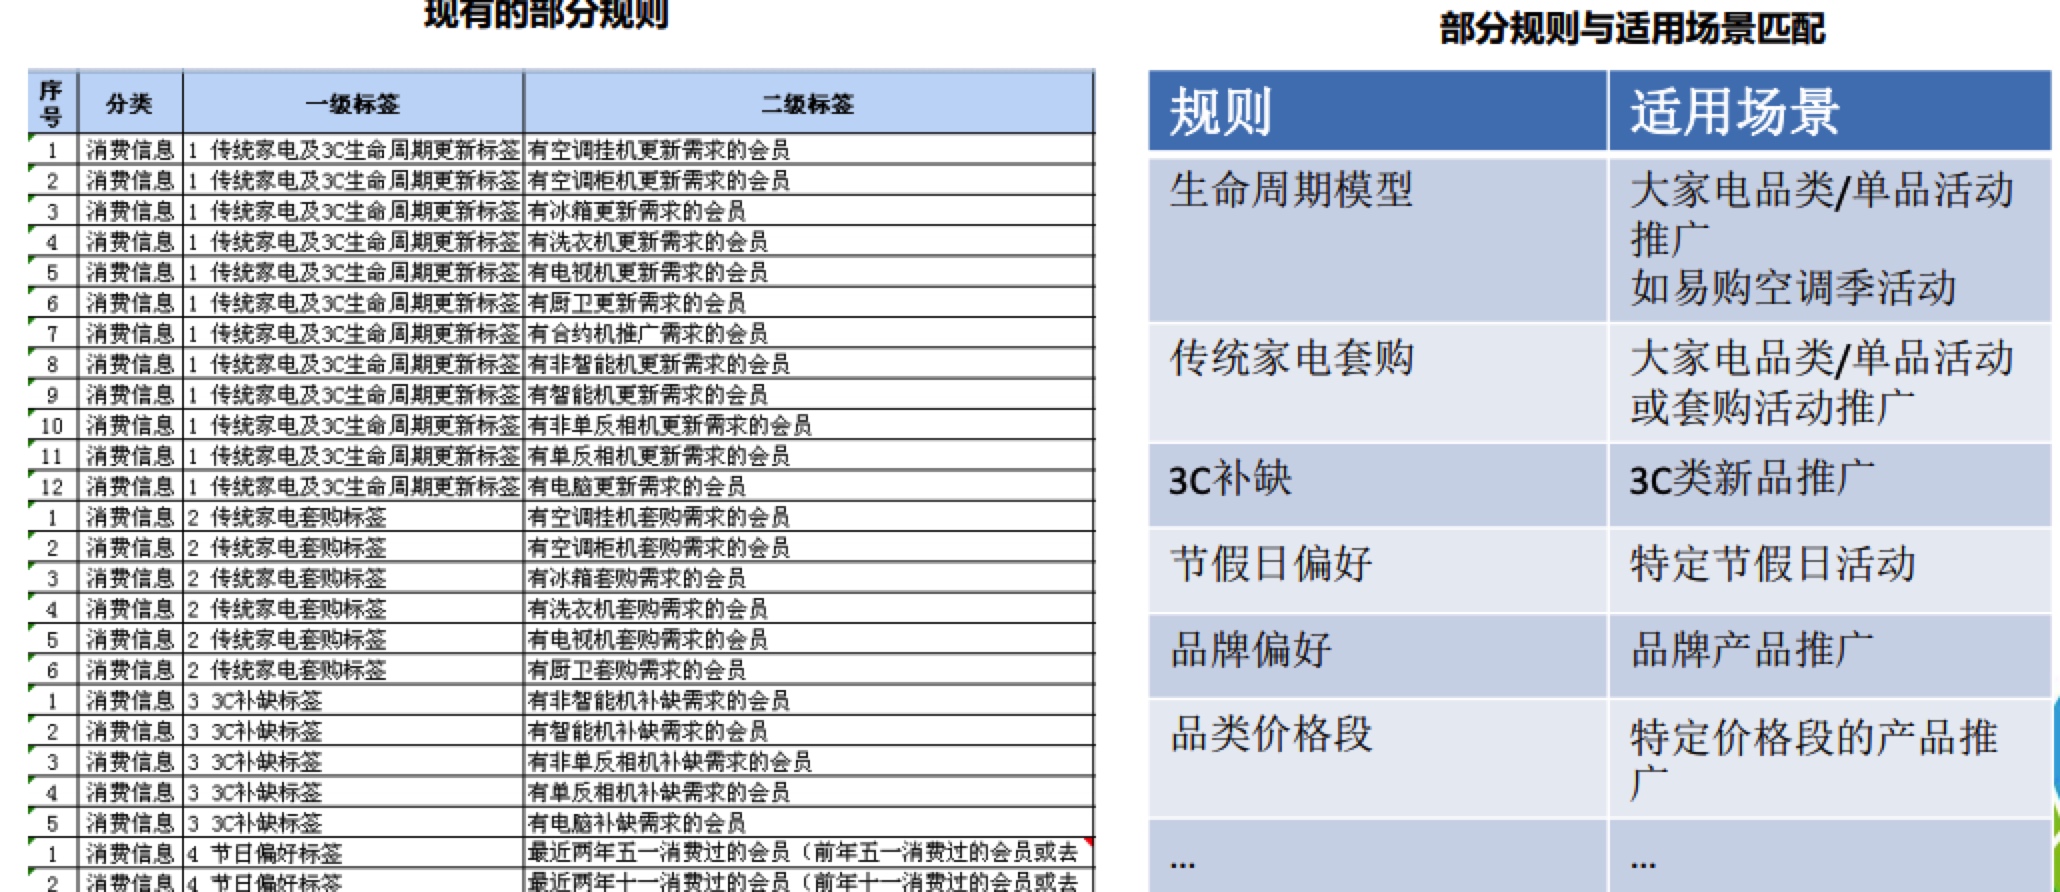 现有的部分规则
序号 分类 一级标签 二级标签
1 消费信息 1 传统家电及3C生命周期更新标签 有空调挂机更新需求的会员
2 消费信息 1 传统家电及3C生命周期更新标签 有空调柜机更新需求的会员
3 消费信息 1 传统家电及3C生命周期更新标签 有冰箱更新需求的会员
4 消费信息 1 传统家电及3C生命周期更新标签 有洗衣机更新需求的会员
5 消费信息 1 传统家电及3C生命周期更新标签 有电视机更新需求的会员
6 消费信息 1 传统家电及3C生命周期更新标签 有厨卫更新需求的会员
7 消费信息 1 传统家电及3C生命周期更新标签 有合约机推广需求的会员
8 消费信息 1 传统家电及3C生命周期更新标签 有非智能机更新需求的会员
9 消费信息 1 传统家电及3C生命周期更新标签 有智能机更新需求的会员
10 消费信息 1 传统家电及3C生命周期更新标签 有非单反相机更新需求的会员
11 消费信息 1 传统家电及3C生命周期更新标签 有单反相机更新需求的会员
12 消费信息 1 传统家电及3C生命周期更新标签 有电脑更新需求的会员
1 消费信息 2 传统家电套购标签 有空调挂机套购需求的会员
2 消费信息 2 传统家电套购标签 有空调柜机套购需求的会员
3 消费信息 2 传统家电套购标签 有冰箱套购需求的会员
4 消费信息 2 传统家电套购标签 有洗衣机套购需求的会员
5 消费信息 2 传统家电套购标签 有电视机套购需求的会员
6 消费信息 2 传统家电套购标签 有厨卫套购需求的会员
1 消费信息 3 3C补缺标签 有非智能机补缺需求的会员
2 消费信息 3 3C补缺标签 有智能机补缺需求的会员
3 消费信息 3 3C补缺标签 有非单反相机补缺需求的会员
4 消费信息 3 3C补缺标签 有单反相机补缺需求的会员
5 消费信息 3 3C补缺标签 有电脑补缺需求的会员
1 消费信息 4 节日偏好标签 最近两年五一消费过的会员（前年五一消费过的会员或去
2 消费信息 4 节日偏好标签 最近两年十一消费过的会员（前年十一消费过的会员或去
部分规则与适用场景匹配
规则 适用场景
生命周期模型 大家电品类/单品活动
推广
如易购空调季活动
传统家电套购 大家电品类/单品活动
或套购活动推广
3C补缺 3C类新品推广
节假日偏好 特定节假日活动
品牌偏好 品牌产品推广
品类价格段 特定价格段的产品推
广
... ...